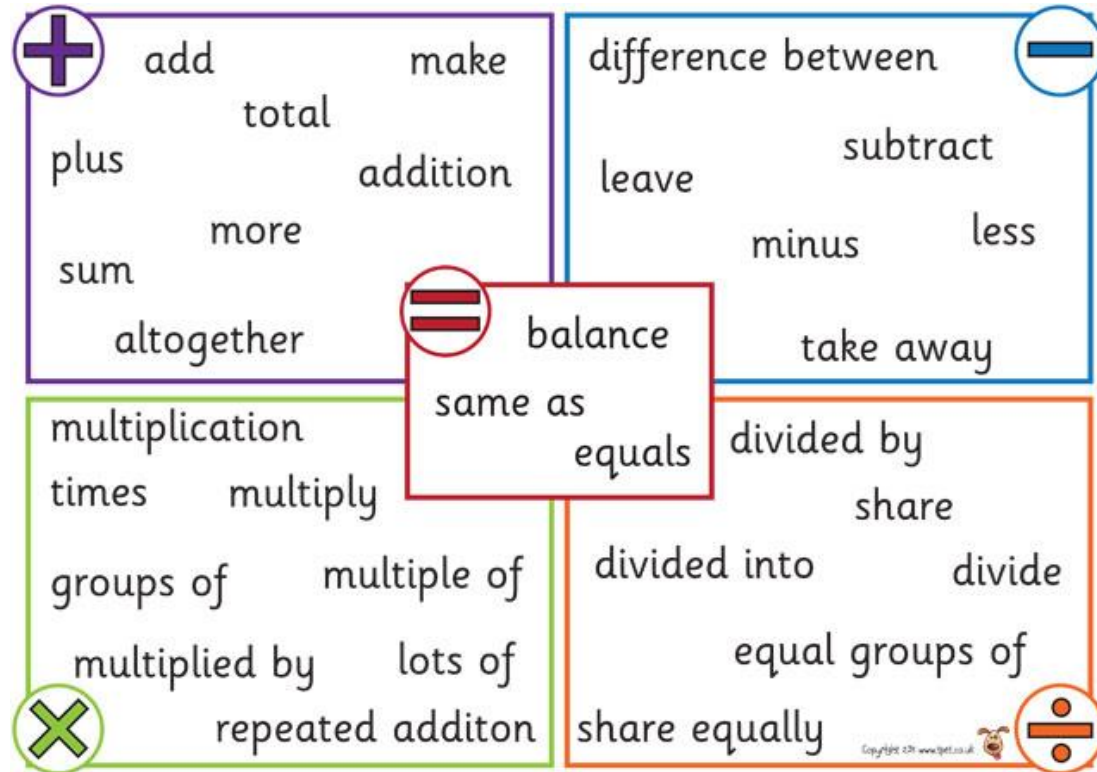 add
make
total
plus
addition
more
sum
altogether
difference between
subtract
leave
minus
less
take away
balance
same as
equals
multiplication
times
multiply
groups of
multiple of
multiplied by
lots of
repeated additon
divided by
share
divided into
divide
equal groups of
share equally